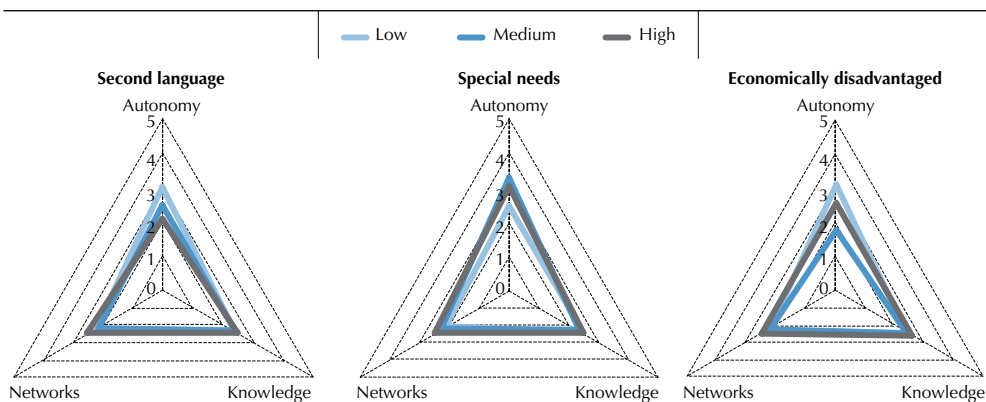 Low Medium High
Second language
Autonomy
5
4
3
2
1
0
Networks Knowledge
Special needs
Autonomy
5
4
3
2
1
0
Networks Knowledge
Economically disadvantaged
Autonomy
5
4
3
2
1
0
Networks Knowledge